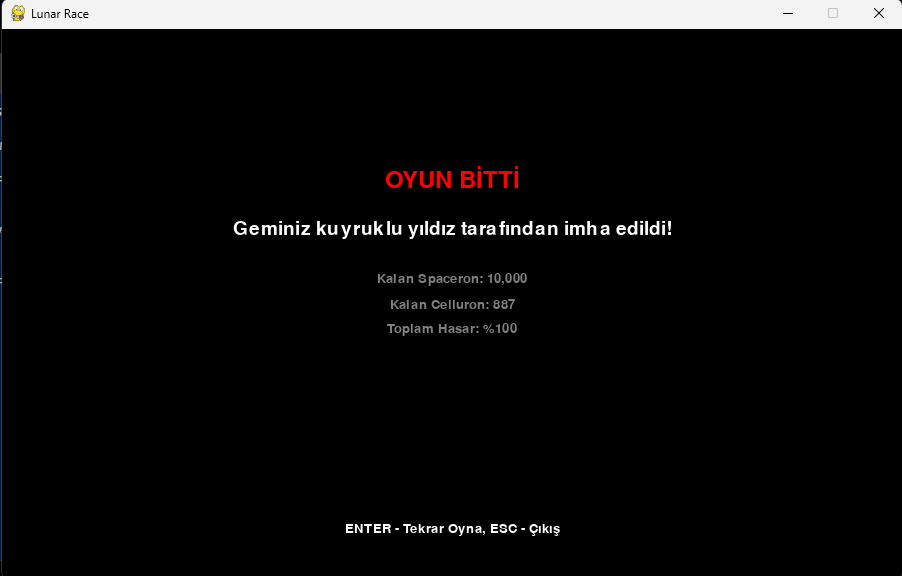 Lunar Race
OYUN BİTTİ
Geminiz kuyruklu yıldız tarafından imha edildi!
Kalan Spaceron: 10,000
Kalan Celluron: 887
Toplam Hasar: %100
ENTER - Tekrar Oyna, ESC - Çıkış